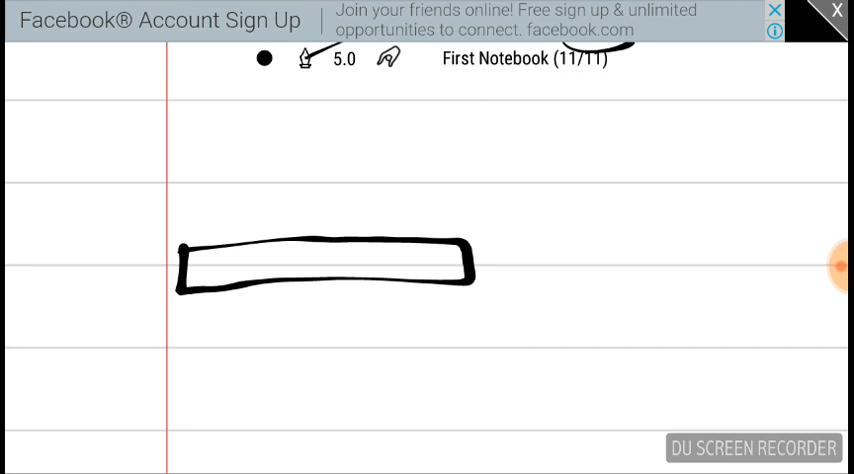 Facebook® Account Sign Up
Join your friends online! Free sign up & unlimited
opportunities to connect. facebook.com
X
5.0
First Notebook (11/11)
DU SCREEN RECORDER